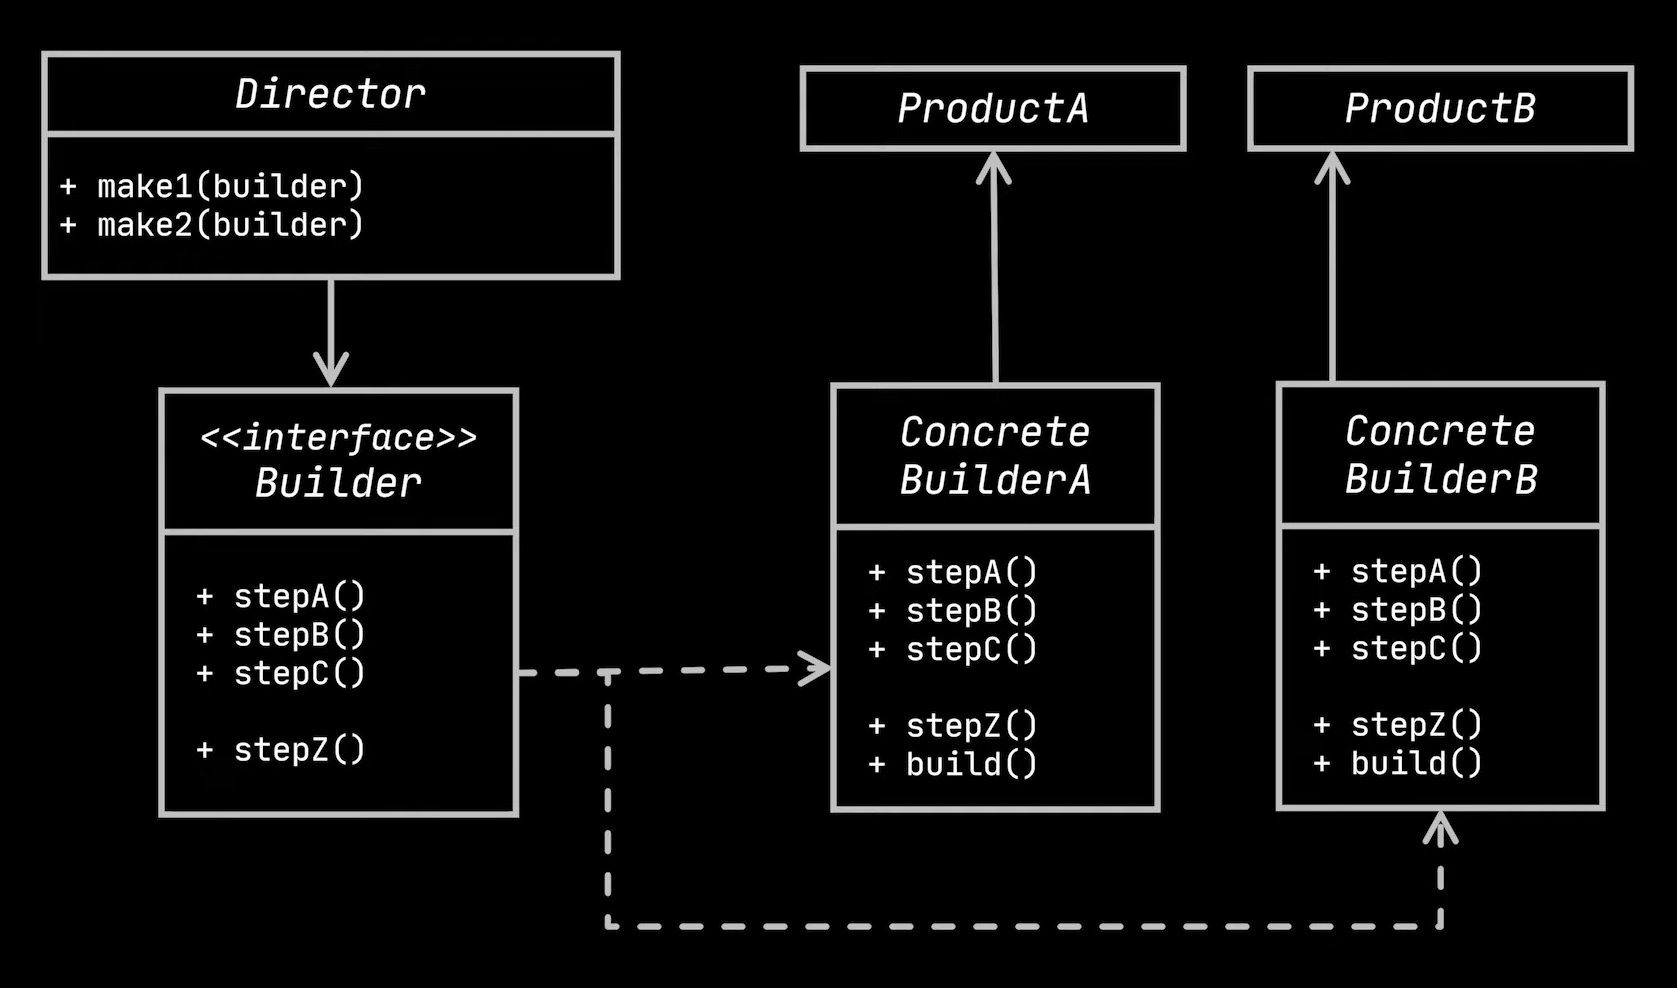 Director
+ make1(builder)
+ make2(builder)
<<interface>>
Builder
+ stepA()
+ stepB()
+ stepC()
+ stepZ()
ProductA
Concrete
BuilderA
+ stepA()
+ stepB()
+ stepC()
+ stepZ()
+ build()
ProductB
Concrete
BuilderB
+ stepA()
+ stepB()
+ stepC()
+ stepZ()
+ build()